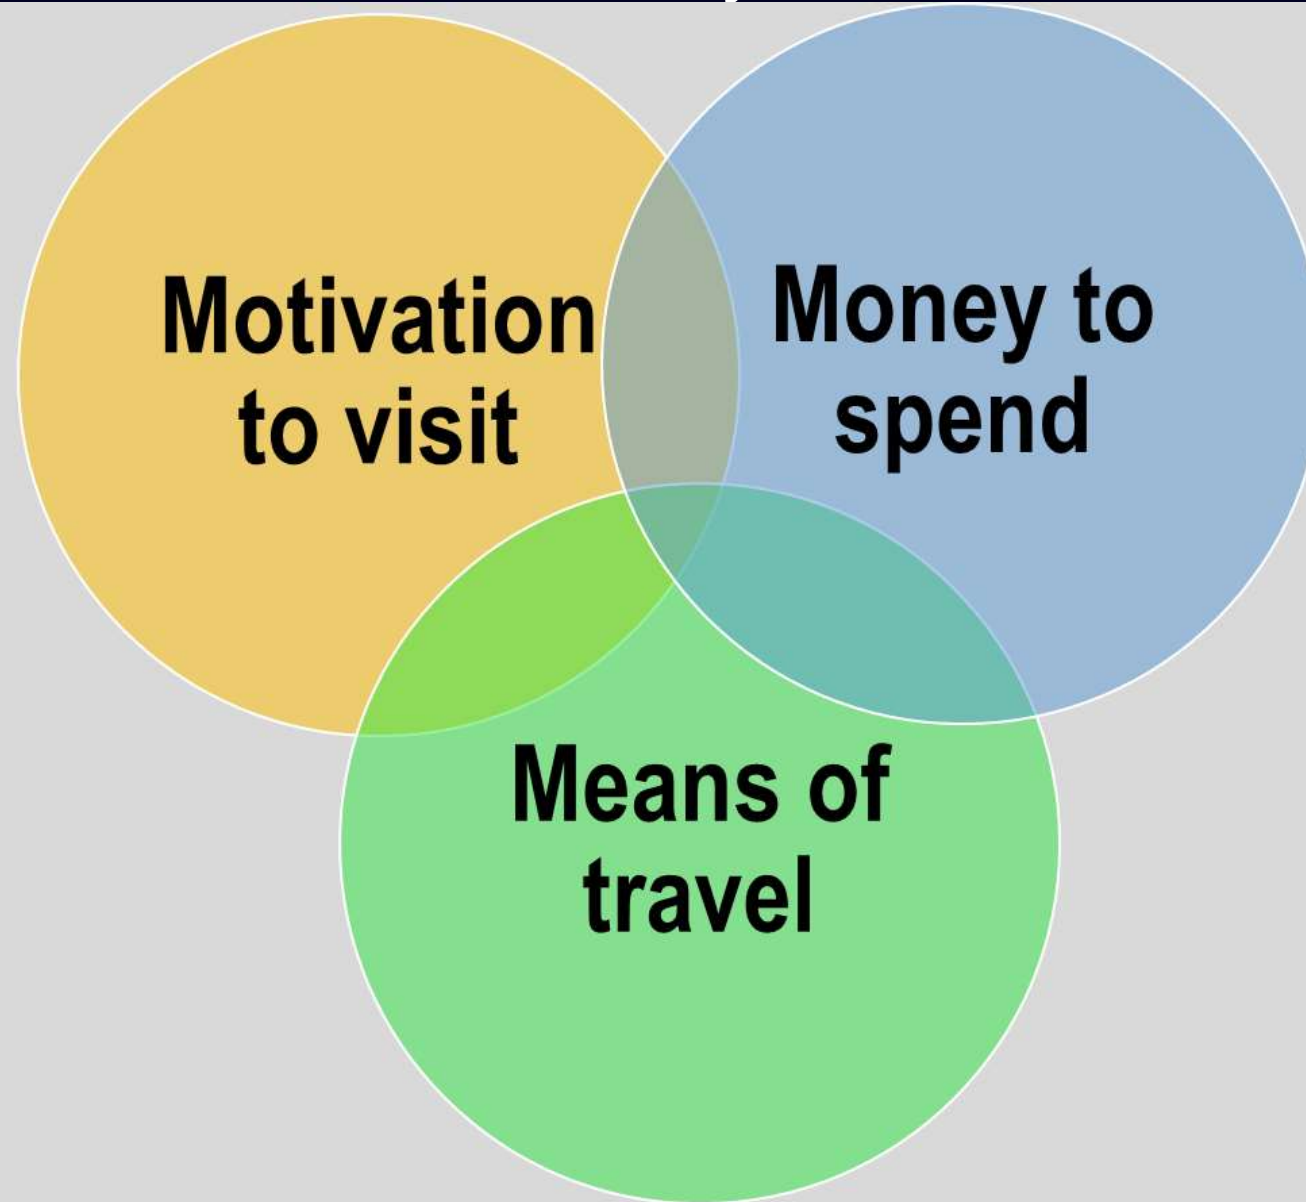 Motivation
to visit
Money to
spend
Means of
travel